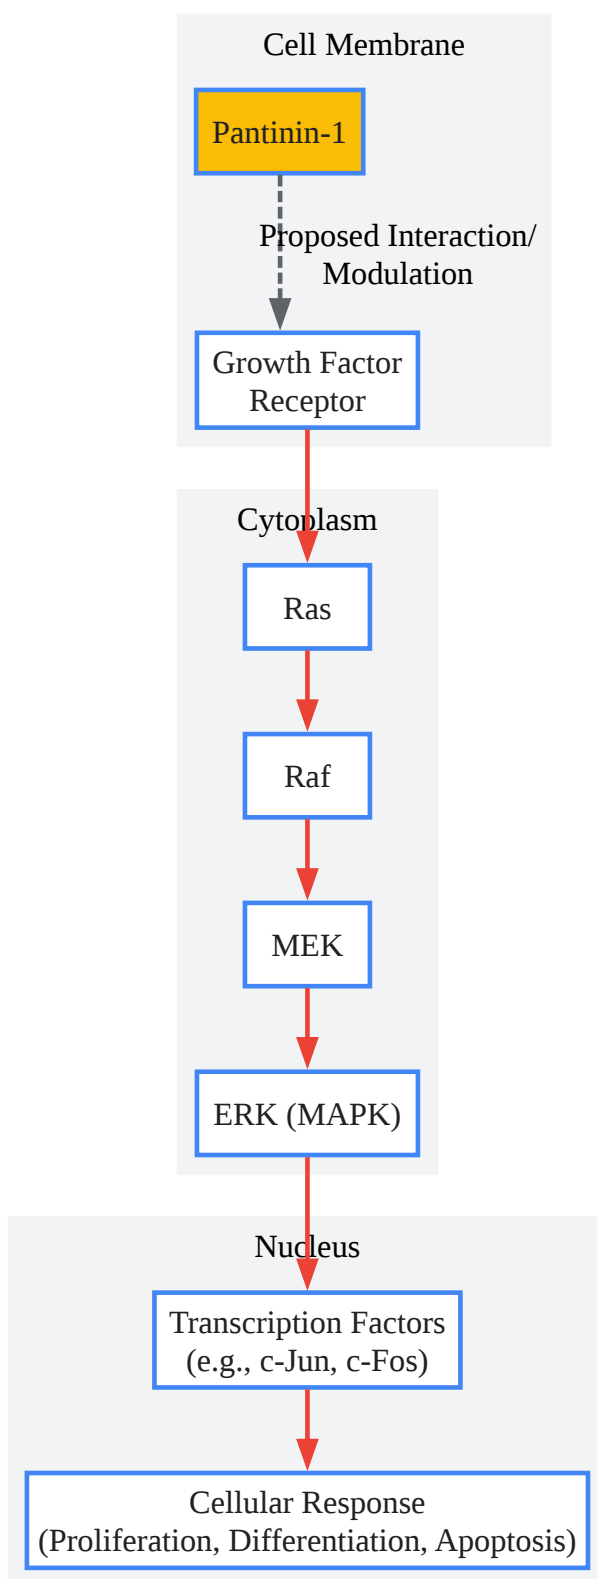 Cell Membrane
Pantinin-1
Proposed Interaction/
Modulation
Growth Factor
Receptor
Cytoplasm
Ras
Raf
MEK
ERK (MAPK)
Nucleus
Transcription Factors
(e.g., c-Jun, c-Fos)
Cellular Response
(Proliferation, Differentiation, Apoptosis)